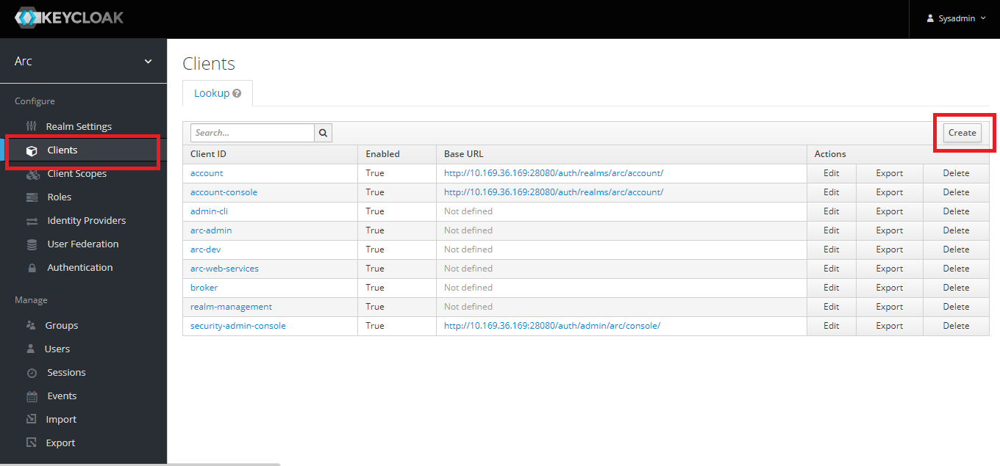 KEYCLOAK
Sysadmin
Arc
Configure
Realm Settings
Clients
Client Scopes
Roles
Identity Providers
User Federation
Authentication
Manage
Groups
Users
Sessions
Events
Import
Export
Clients
Lookup
Search...
Create
Client ID Enabled Base URL Actions
account True http://10.169.36.169:28080/auth/realms/arc/account/ Edit Export Delete
account-console True http://10.169.36.169:28080/auth/realms/arc/account/ Edit Export Delete
admin-cli True Not defined Edit Export Delete
arc-admin True Not defined Edit Export Delete
arc-dev True Not defined Edit Export Delete
arc-web-services True Not defined Edit Export Delete
broker True Not defined Edit Export Delete
realm-management True Not defined Edit Export Delete
security-admin-console True http://10.169.36.169:28080/auth/admin/arc/console/ Edit Export Delete